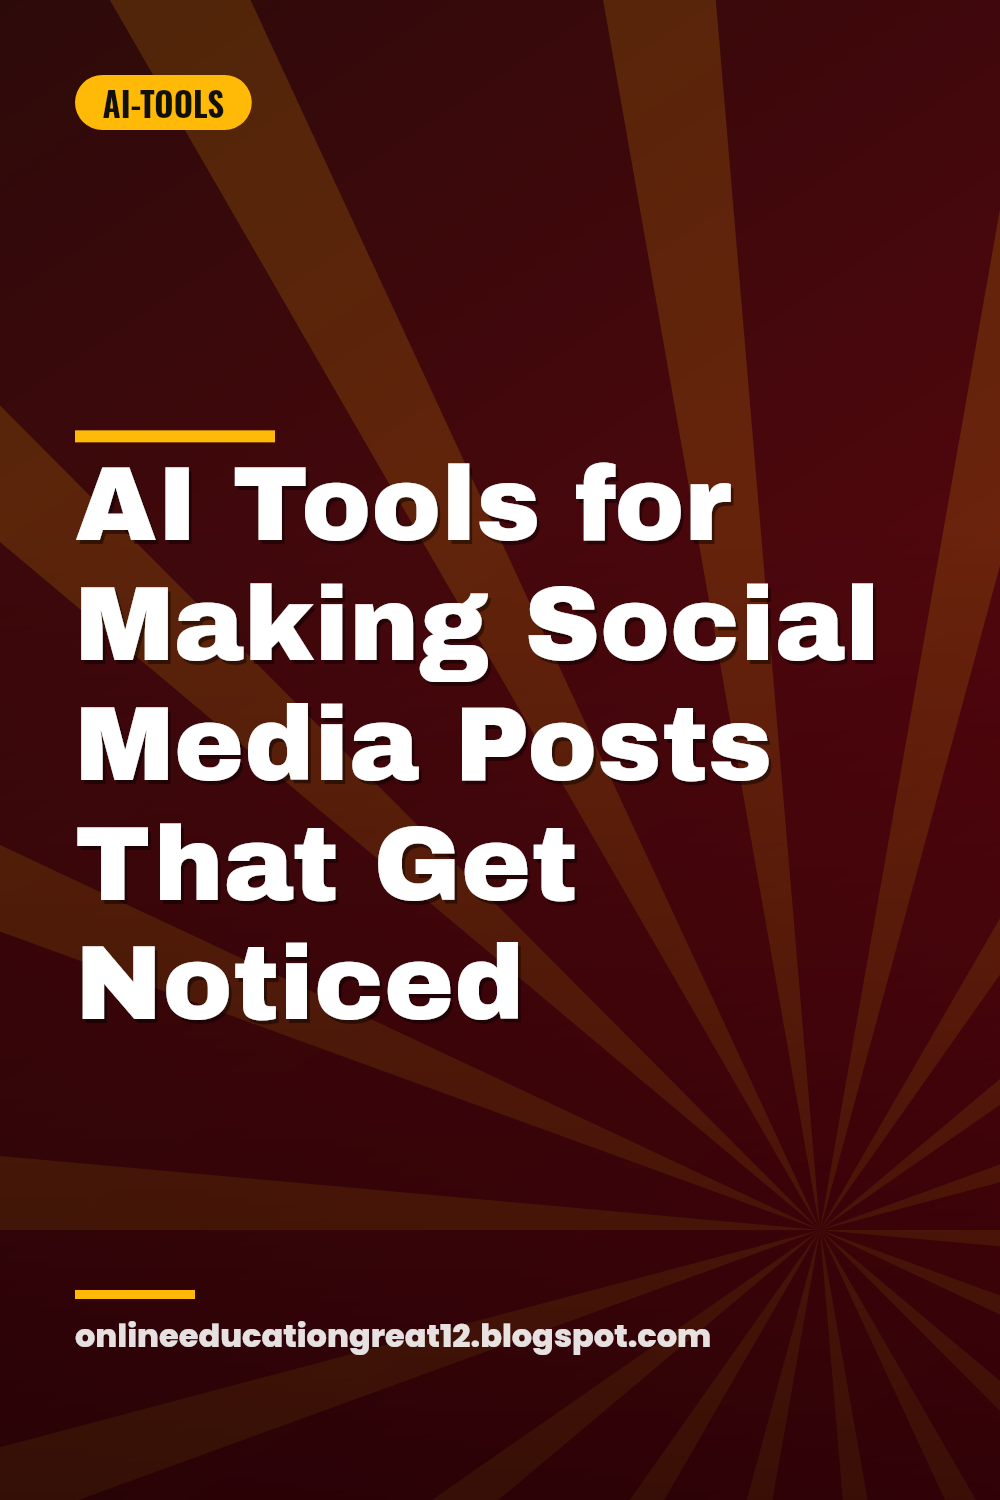 AI-TOOLS
AI Tools for
Making Social
Media Posts
That Get
Noticed
onlineeducationgreat12.blogspot.com